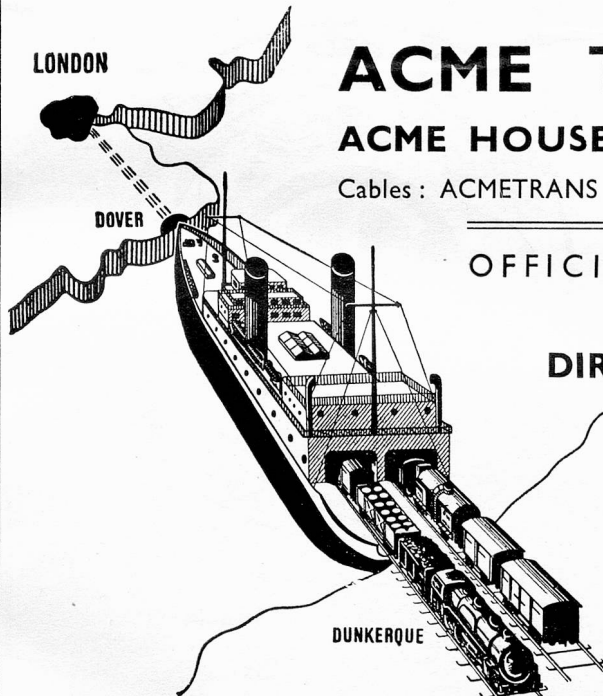 LONDON
ACME
ACME HOUSE
Cables : ACMETRANS
DOVER
OFFICI
DIR
DUNKERQUE